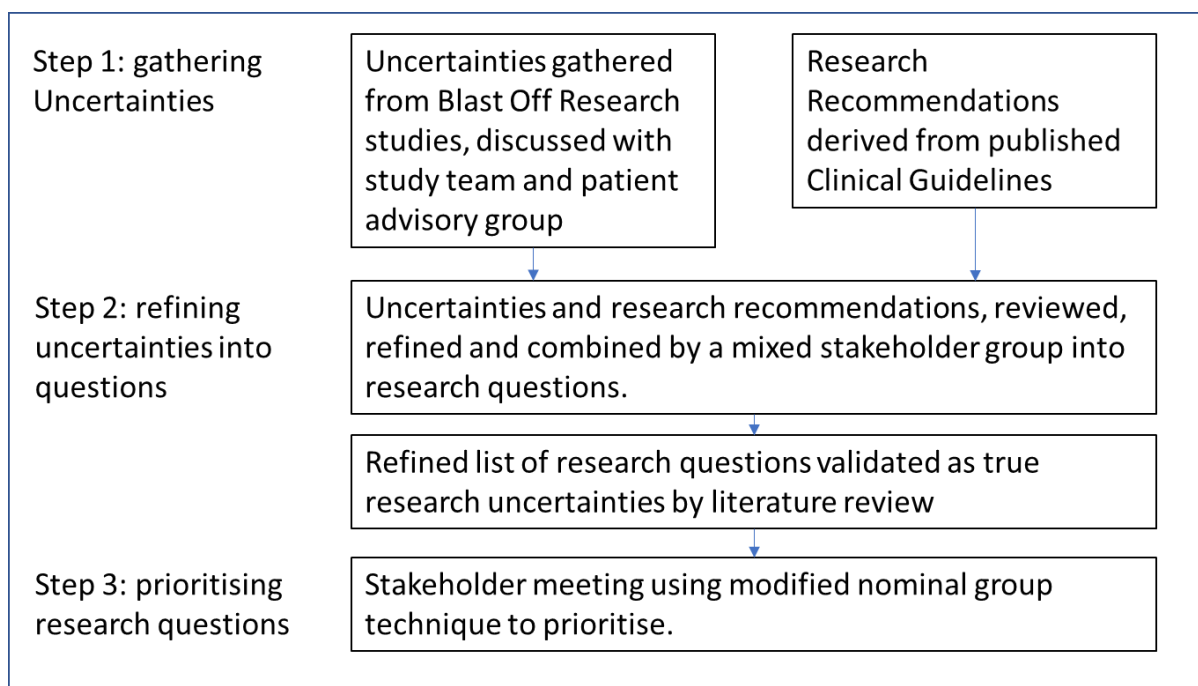 Step 1: gathering
Uncertainties
Uncertainties gathered
from Blast Off Research
studies, discussed with
study team and patient
advisory group
Research
Recommendations
derived from published
Clinical Guidelines
Step 2: refining
uncertainties into
questions
Uncertainties and research recommendations, reviewed,
refined and combined by a mixed stakeholder group into
research questions.
Refined list of research questions validated as true
research uncertainties by literature review
Step 3: prioritising
research questions
Stakeholder meeting using modified nominal group
technique to prioritise.